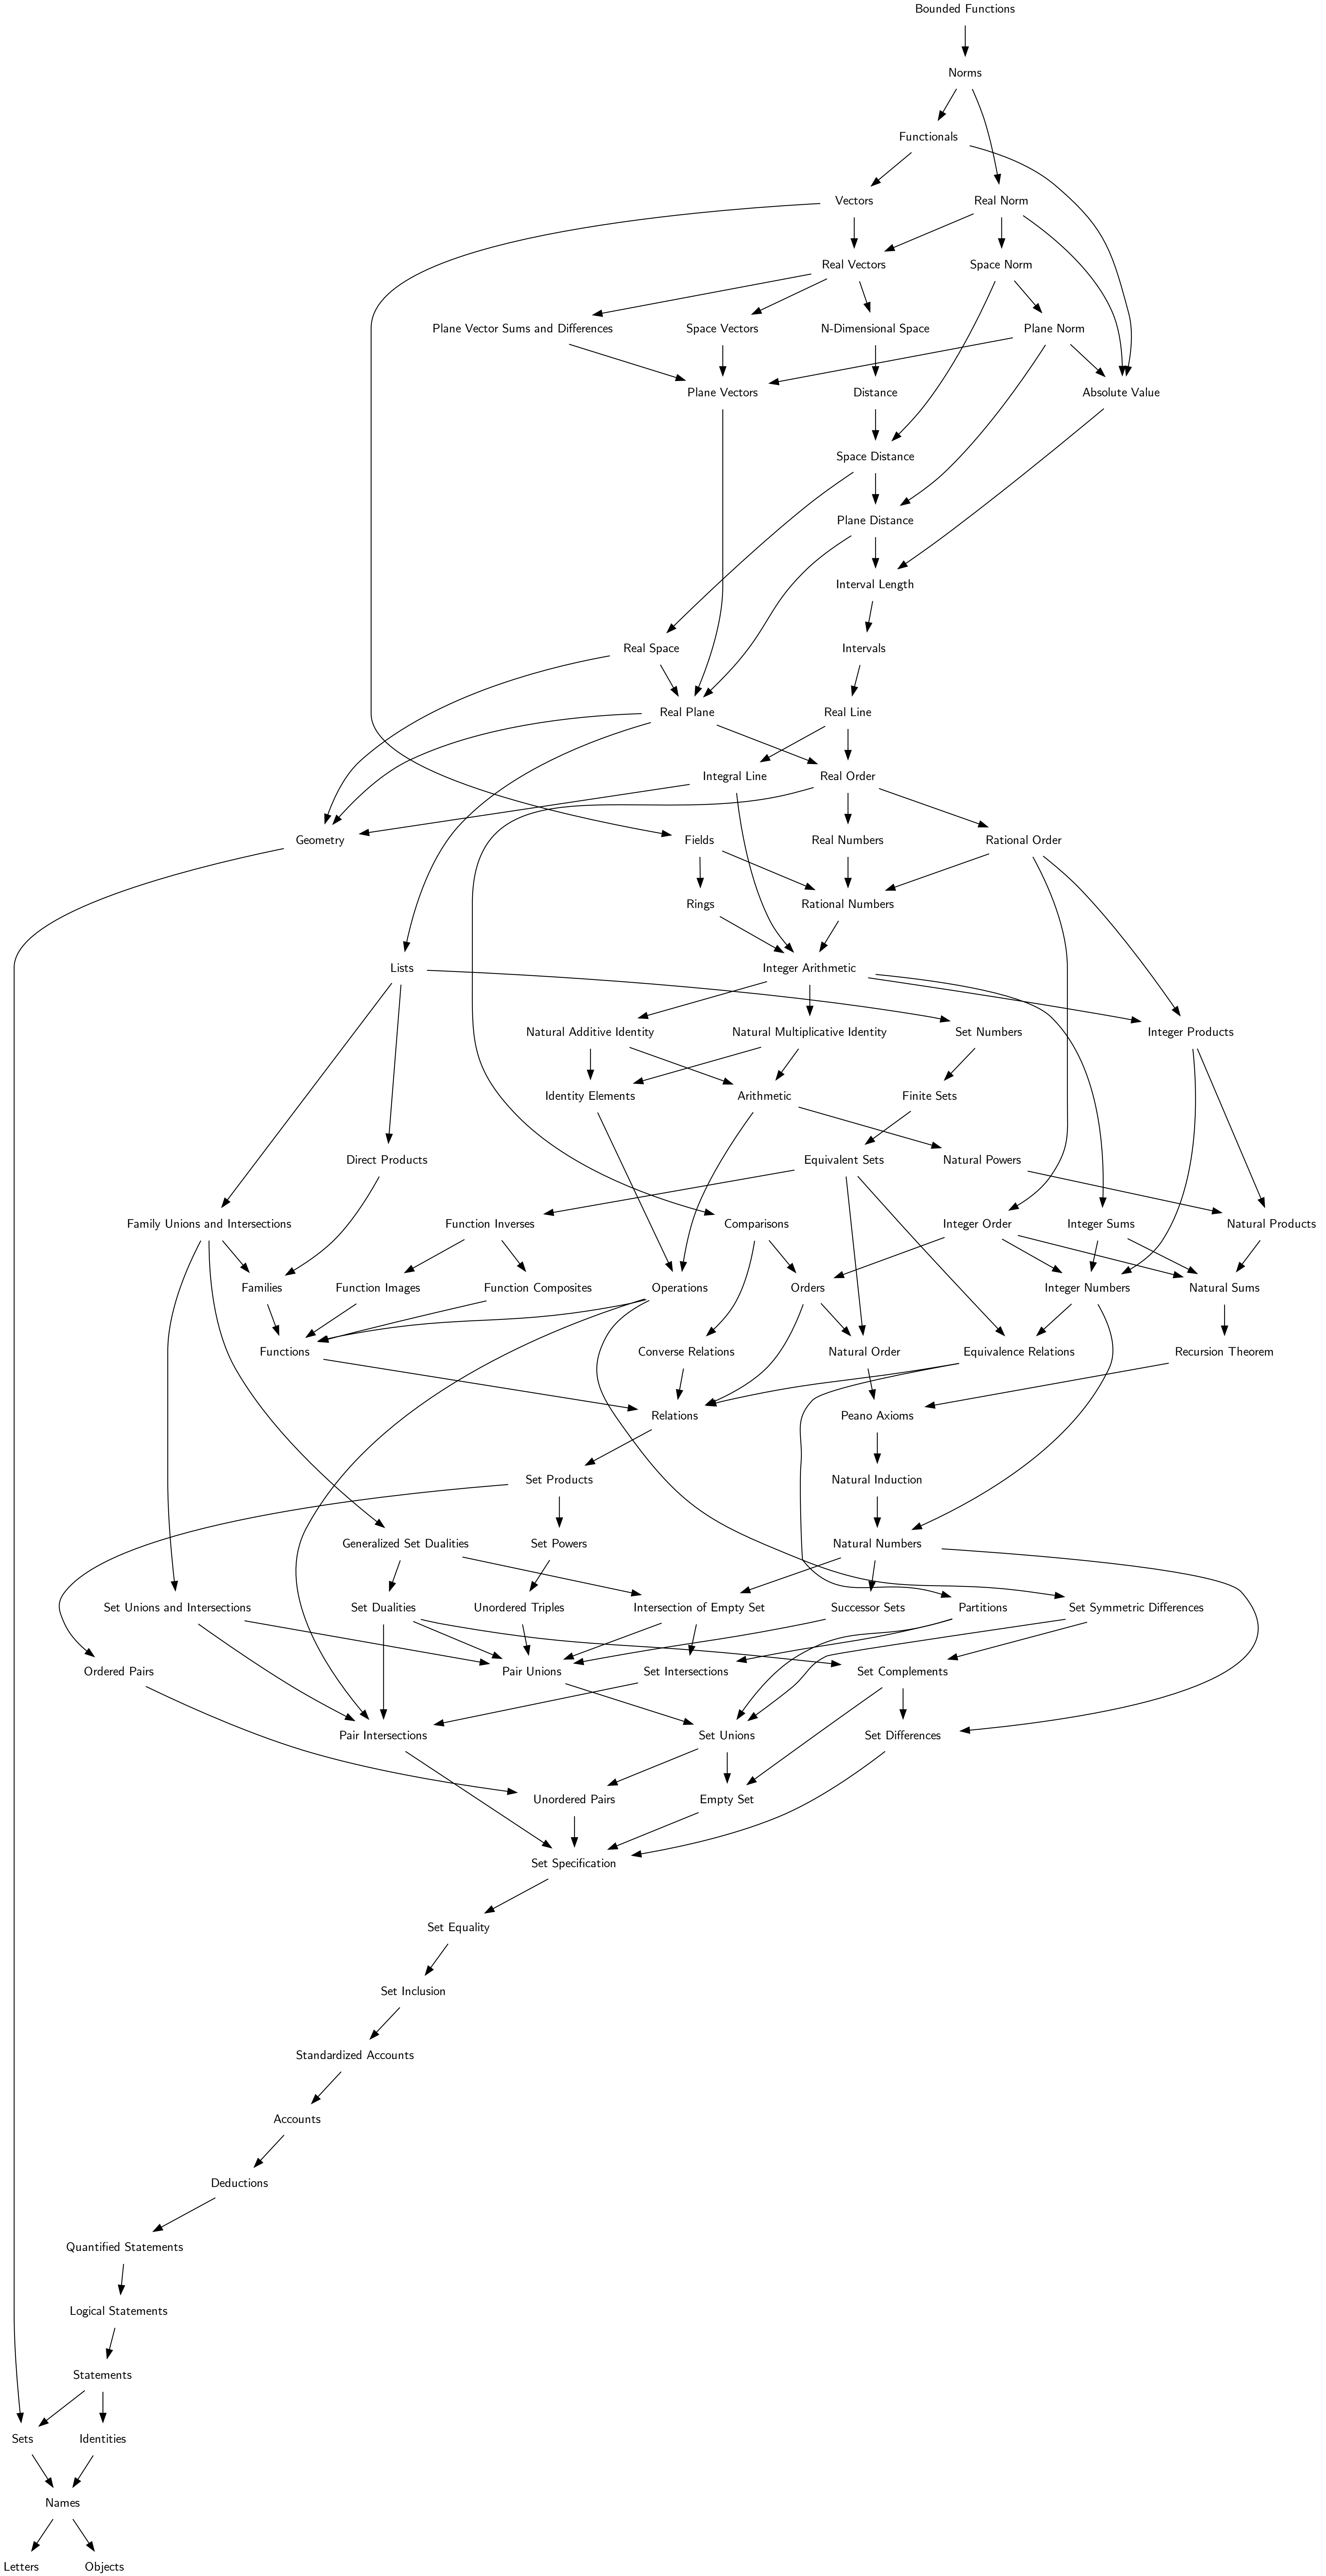 Bounded Functions
Norms
Functionals
Vectors
Real Norm
Real Vectors
Space Norm
Plane Vector Sums and Differences
Space Vectors
N-Dimensional Space
Plane Norm
Plane Vectors
Distance
Absolute Value
Space Distance
Plane Distance
Interval Length
Real Space
Intervals
Real Plane
Real Line
Integral Line
Real Order
Geometry
Fields
Real Numbers
Rational Order
Rings
Rational Numbers
Lists
Integer Arithmetic
Natural Additive Identity
Natural Multiplicative Identity
Set Numbers
Integer Products
Identity Elements
Arithmetic
Finite Sets
Direct Products
Equivalent Sets
Natural Powers
Family Unions and Intersections
Function Inverses
Comparisons
Integer Order
Integer Sums
Natural Products
Families
Function Images
Function Composites
Operations
Orders
Integer Numbers
Natural Sums
Functions
Converse Relations
Natural Order
Equivalence Relations
Recursion Theorem
Relations
Peano Axioms
Set Products
Natural Induction
Generalized Set Dualities
Set Powers
Natural Numbers
Set Unions and Intersections
Set Dualities
Unordered Triples
Intersection of Empty Set
Successor Sets
Partitions
Set Symmetric Differences
Ordered Pairs
Pair Unions
Set Intersections
Set Complements
Pair Intersections
Set Unions
Set Differences
Unordered Pairs
Empty Set
Set Specification
Set Equality
Set Inclusion
Standardized Accounts
Accounts
Deductions
Quantified Statements
Logical Statements
Statements
Sets
Identities
Names
Letters
Objects